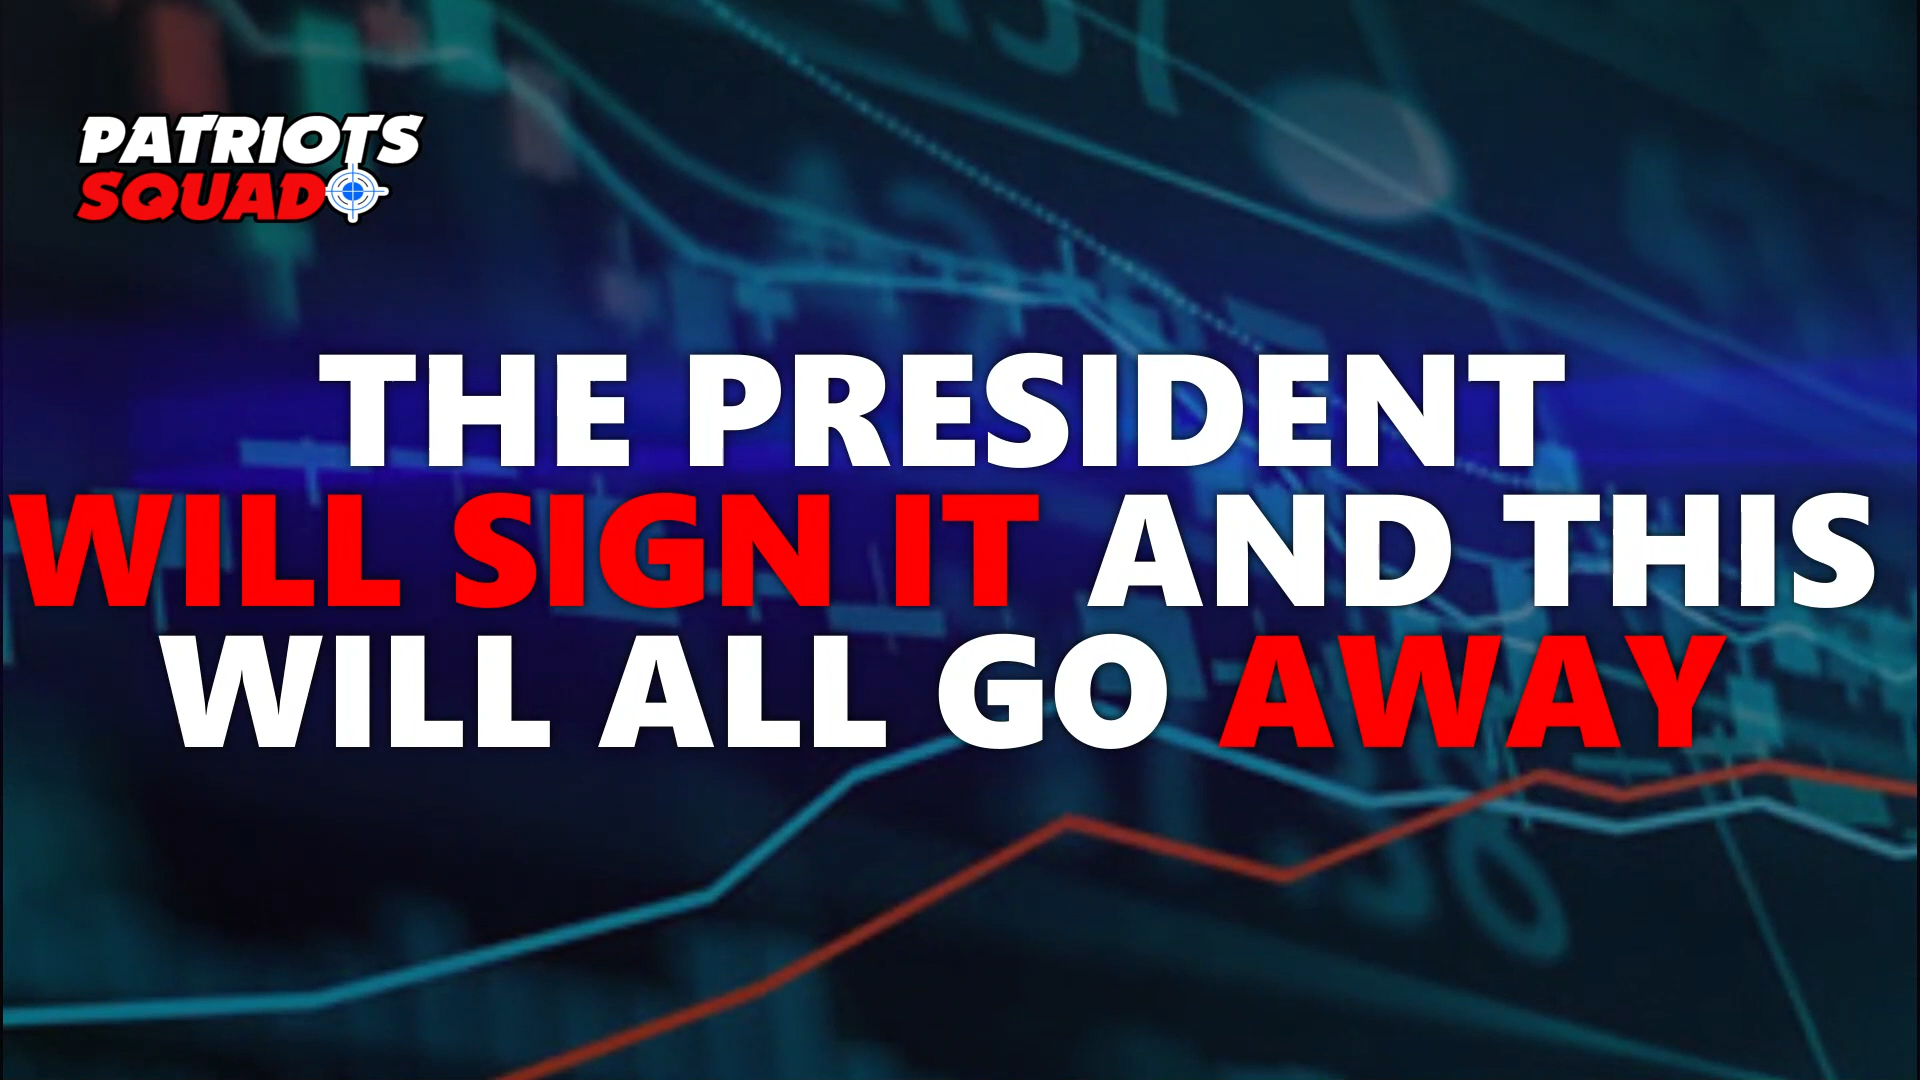 PATRIOTS
SQUAD
THE PRESIDENT
WILL SIGN IT AND THIS
WILL ALL GO AWAY